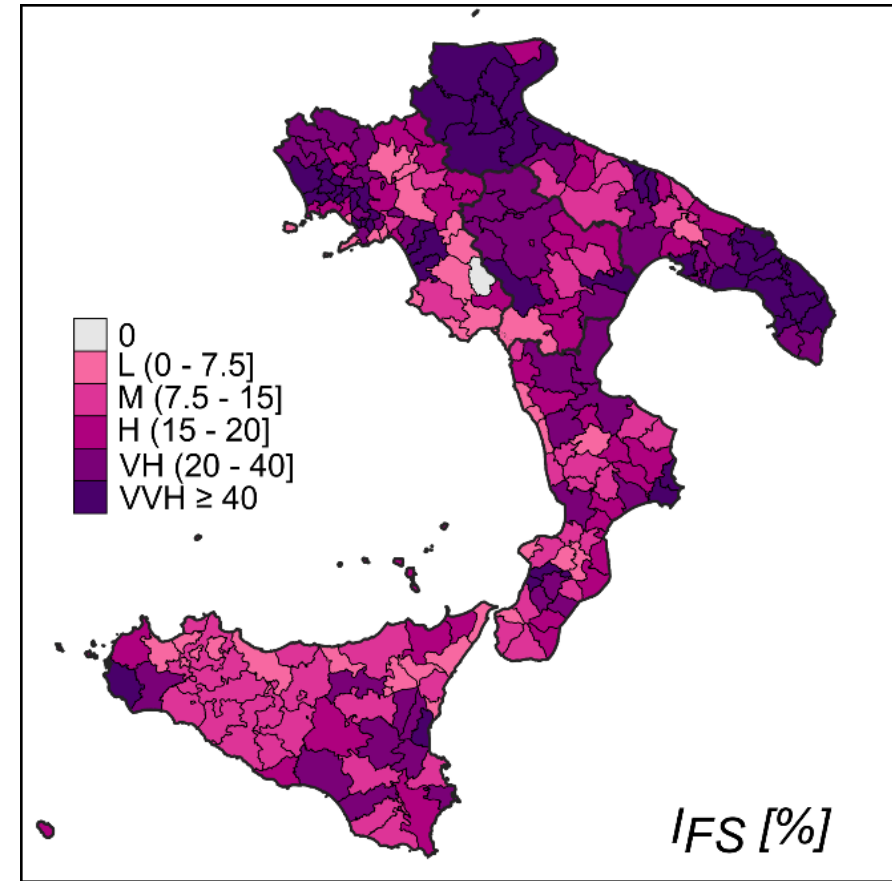 0
L (0 - 7.5]
M (7.5 - 15]
H (15 - 20]
VH (20 - 40]
VVH ≥ 40
IFS [%]